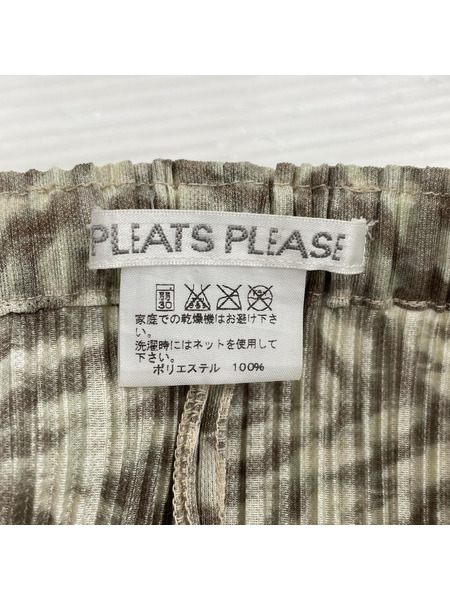 PLEATS PLEASE
弱
30
家庭での乾燥機はお避け下さ
い。
洗濯時にはネットを使用して
下さい。
ポリエステル 100%